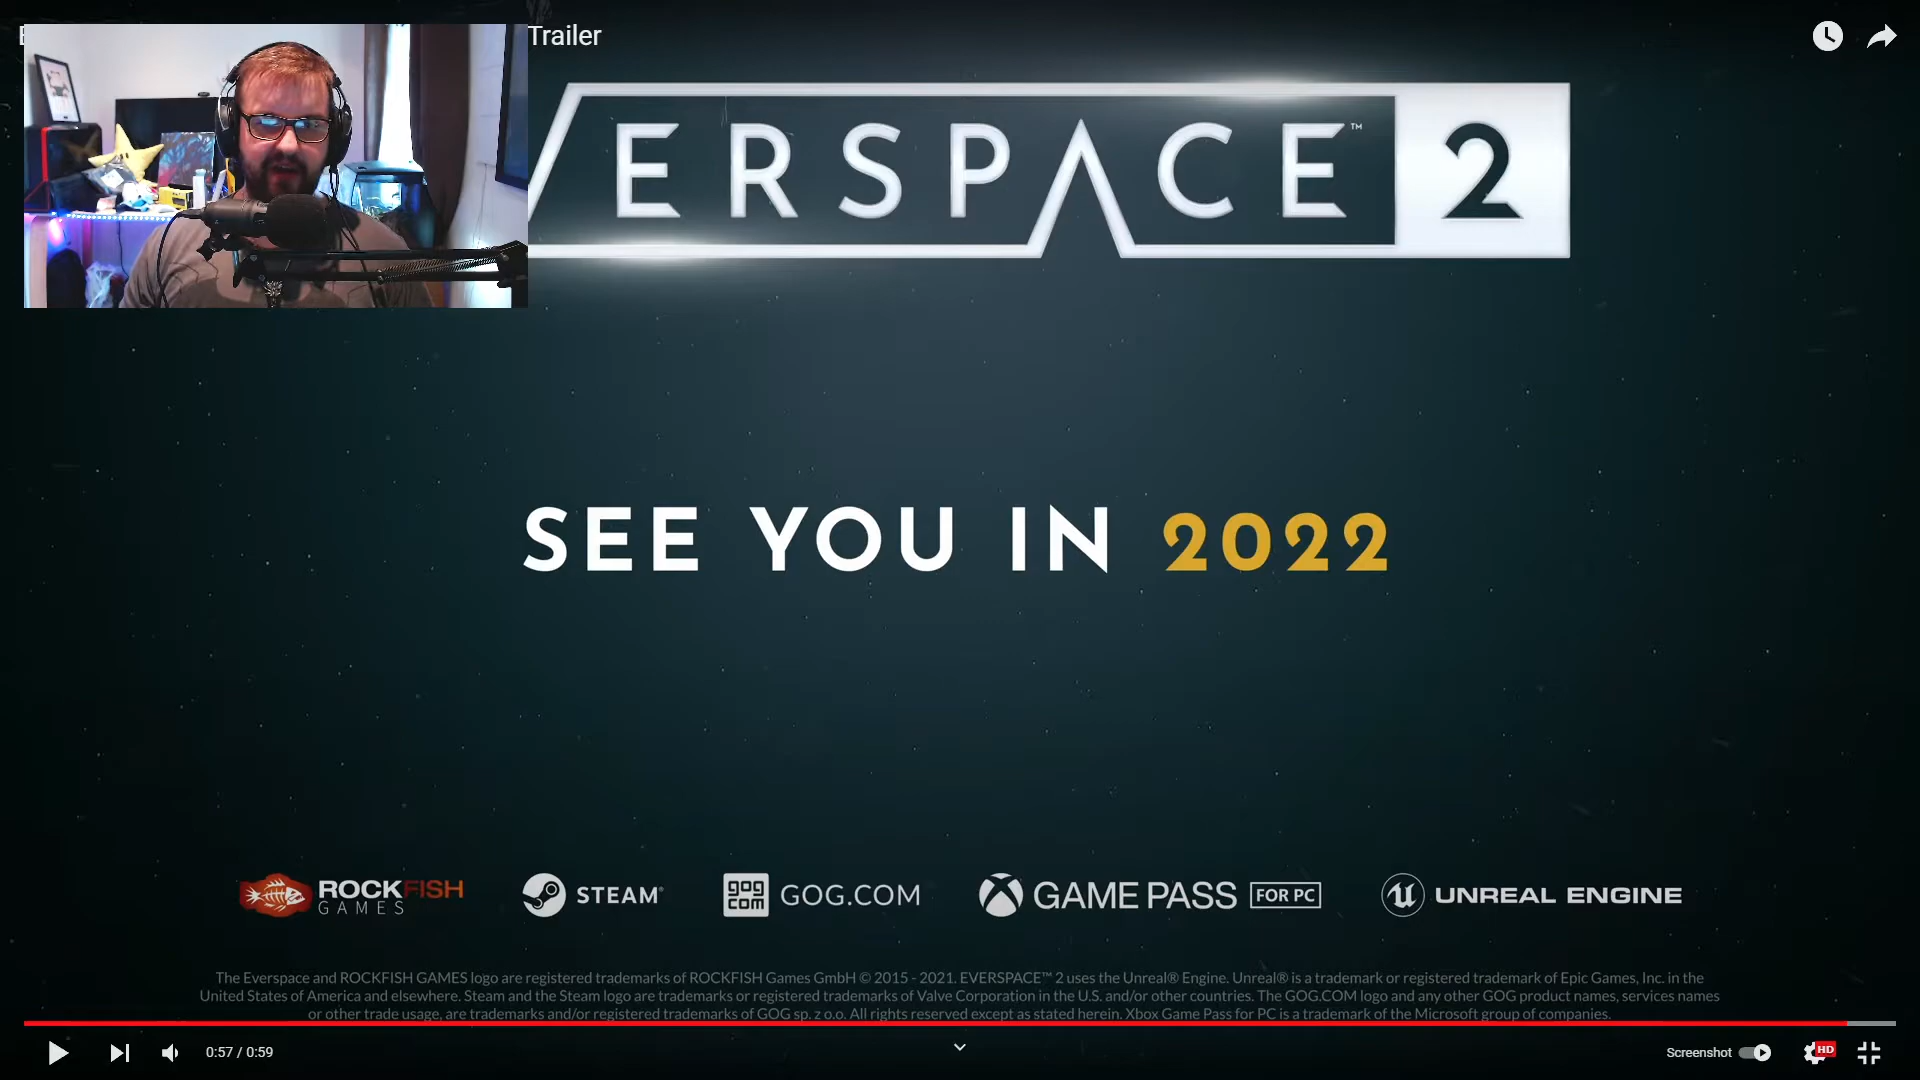 Trailer
VERSPACE™ 2
SEE YOU IN 2022
ROCKFISH GAMES
STEAM®
gog com GOG.COM
GAME PASS FOR PC
UNREAL ENGINE
The Everspace and ROCKFISH GAMES logo are registered trademarks of ROCKFISH Games GmbH © 2015 - 2021. EVERSPACE™ 2 uses the Unreal® Engine. Unreal® is a trademark or registered trademark of Epic Games, Inc. in the
United States of America and elsewhere. Steam and the Steam logo are trademarks or registered trademarks of Valve Corporation in the U.S. and/or other countries. The GOG.COM logo and any other GOG product names, services names
or other trade usage, are trademarks and/or registered trademarks of GOG sp. z o.o. All rights reserved except as stated herein. Xbox Game Pass for PC is a trademark of the Microsoft group of companies.
0:57 / 0:59
Screenshot
HD